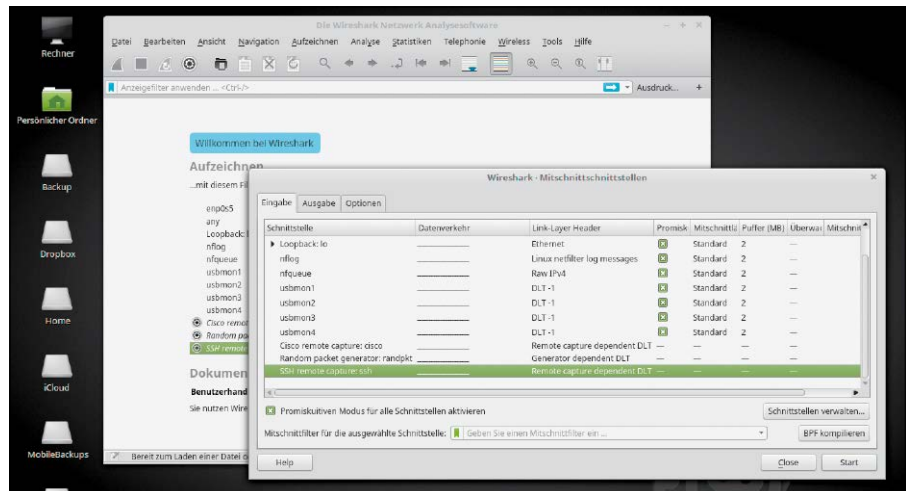 Rechner
Persönlicher Ordner
Backup
Dropbox
Home
iCloud
MobileBackups
Die Wireshark Netzwerk Analysesoftware
Datei Bearbeiten Ansicht Navigation Aufzeichnen Analyse Statistiken Telephonie Wireless Tools Hilfe
Anzeigefilter anwenden ... <Ctrl-/> Ausdruck... +
Willkommen bei Wireshark
Aufzeichnen
...mit diesem Fil
enp0s5
any
Loopback: l
nflog
nfqueue
usbmon1
usbmon2
usbmon3
usbmon4
Cisco remot
Random pa
SSH remote
Dokumen
Benutzerhand
Sie nutzen Wire
Bereit zum Laden einer Datei o
Wireshark · Mitschnittschnittstellen
Eingabe Ausgabe Optionen
Schnittstelle Datenverkehr Link-Layer Header Promisk Mitschnittlä Puffer (MB) Überwac Mitschnit
Loopback: lo Ethernet Standard 2 —
nflog Linux netfilter log messages Standard 2 —
nfqueue Raw IPv4 Standard 2 —
usbmon1 DLT -1 Standard 2 —
usbmon2 DLT -1 Standard 2 —
usbmon3 DLT -1 Standard 2 —
usbmon4 DLT -1 Standard 2 —
Cisco remote capture: cisco Remote capture dependent DLT — — — —
Random packet generator: randpkt Generator dependent DLT — — — —
SSH remote capture: ssh Remote capture dependent DLT — — — —
Promiskuitiven Modus für alle Schnittstellen aktivieren
Schnittstellen verwalten...
Mitschnittfilter für die ausgewählte Schnittstelle: Geben Sie einen Mitschnittfilter ein ...
BPF kompilieren
Help Close Start